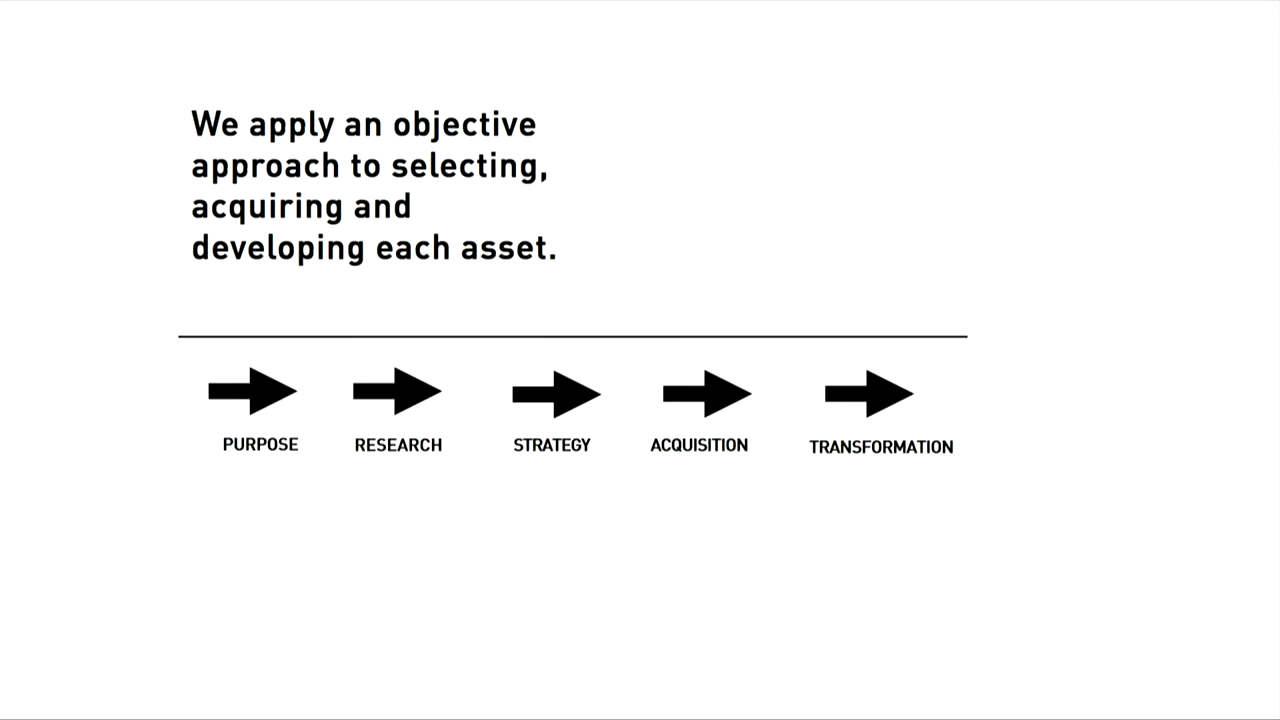 We apply an objective
approach to selecting,
acquiring and
developing each asset.
PURPOSE RESEARCH STRATEGY ACQUISITION TRANSFORMATION